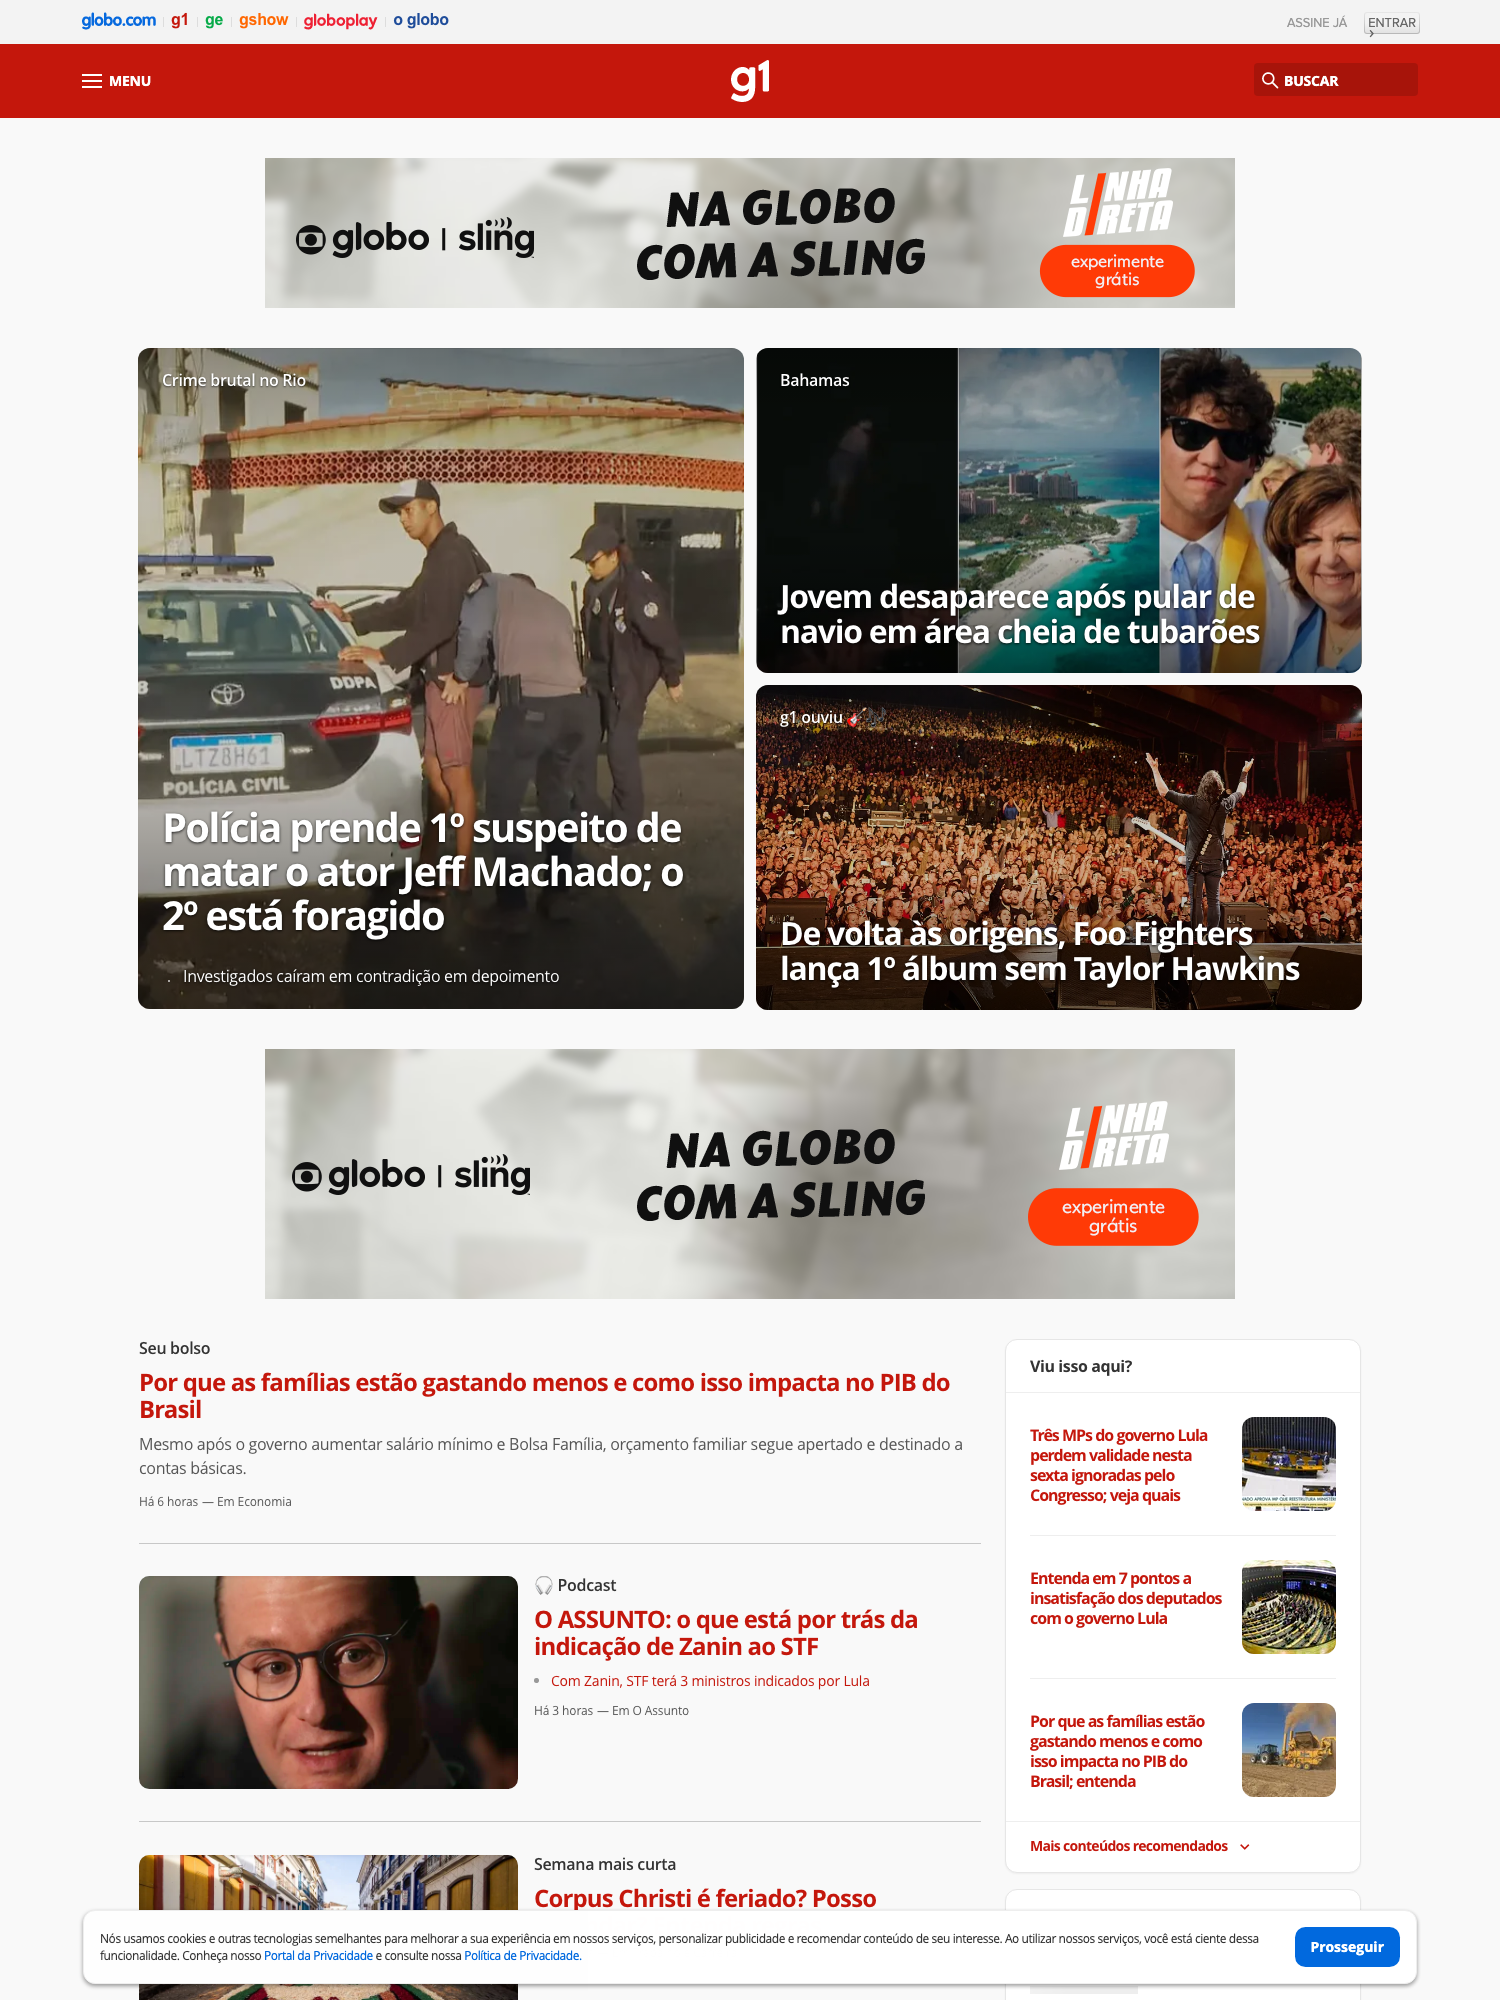 globo.com
g1
ge
gshow
globoplay
o globo
ASSINE JÁ
ENTRAR ›
MENU
g1
BUSCAR
globo | sling
NA GLOBO
COM A SLING
LINHA
DIRETA
experimente
grátis
Crime brutal no Rio
DDPA
LTZ8H61
POLÍCIA CIVIL
Polícia prende 1º suspeito de
matar o ator Jeff Machado; o
2º está foragido
. Investigados caíram em contradição em depoimento
Bahamas
Jovem desaparece após pular de
navio em área cheia de tubarões
g1 ouviu 🎸🎶
De volta às origens, Foo Fighters
lança 1º álbum sem Taylor Hawkins
globo | sling
NA GLOBO
COM A SLING
LINHA
DIRETA
experimente
grátis
Seu bolso
Por que as famílias estão gastando menos e como isso impacta no PIB do
Brasil
Mesmo após o governo aumentar salário mínimo e Bolsa Família, orçamento familiar segue apertado e destinado a
contas básicas.
Há 6 horas — Em Economia
🎧 Podcast
O ASSUNTO: o que está por trás da
indicação de Zanin ao STF
• Com Zanin, STF terá 3 ministros indicados por Lula
Há 3 horas — Em O Assunto
Semana mais curta
Corpus Christi é feriado? Posso
Viu isso aqui?
Três MPs do governo Lula
perdem validade nesta
sexta ignoradas pelo
Congresso; veja quais
Entenda em 7 pontos a
insatisfação dos deputados
com o governo Lula
Por que as famílias estão
gastando menos e como
isso impacta no PIB do
Brasil; entenda
Mais conteúdos recomendados
Nós usamos cookies e outras tecnologias semelhantes para melhorar a sua experiência em nossos serviços, personalizar publicidade e recomendar conteúdo de seu interesse. Ao utilizar nossos serviços, você está ciente dessa
funcionalidade. Conheça nosso Portal da Privacidade e consulte nossa Política de Privacidade.
Prosseguir